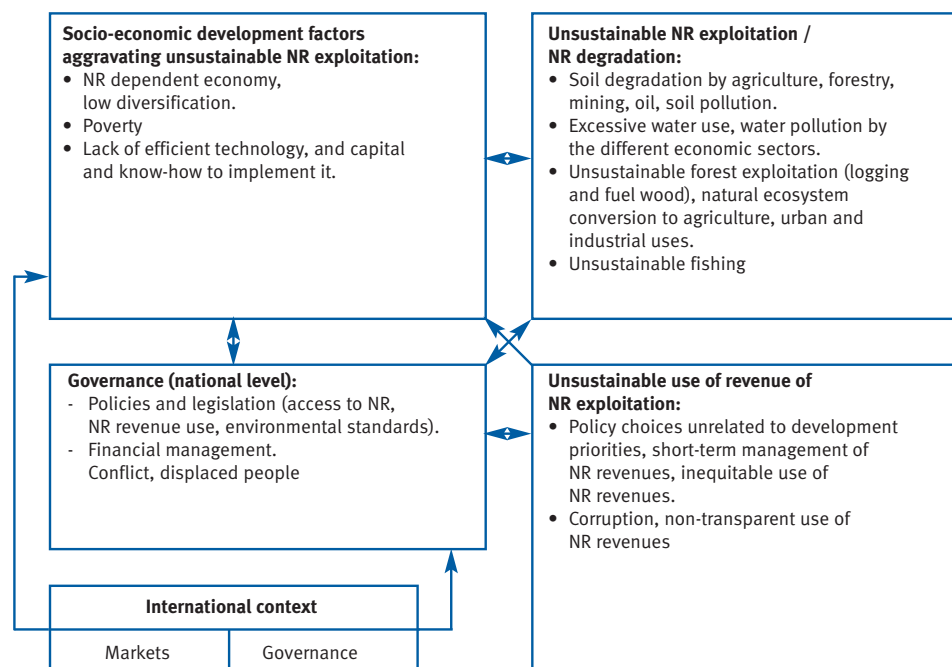 Socio-economic development factors
aggravating unsustainable NR exploitation:
• NR dependent economy,
low diversification.
• Poverty
• Lack of efficient technology, and capital
and know-how to implement it.
Unsustainable NR exploitation /
NR degradation:
• Soil degradation by agriculture, forestry,
mining, oil, soil pollution.
• Excessive water use, water pollution by
the different economic sectors.
• Unsustainable forest exploitation (logging
and fuel wood), natural ecosystem
conversion to agriculture, urban and
industrial uses.
• Unsustainable fishing
Governance (national level):
- Policies and legislation (access to NR,
NR revenue use, environmental standards).
- Financial management.
Conflict, displaced people
Unsustainable use of revenue of
NR exploitation:
• Policy choices unrelated to development
priorities, short-term management of
NR revenues, inequitable use of
NR revenues.
• Corruption, non-transparent use of
NR revenues
International context
Markets
Governance